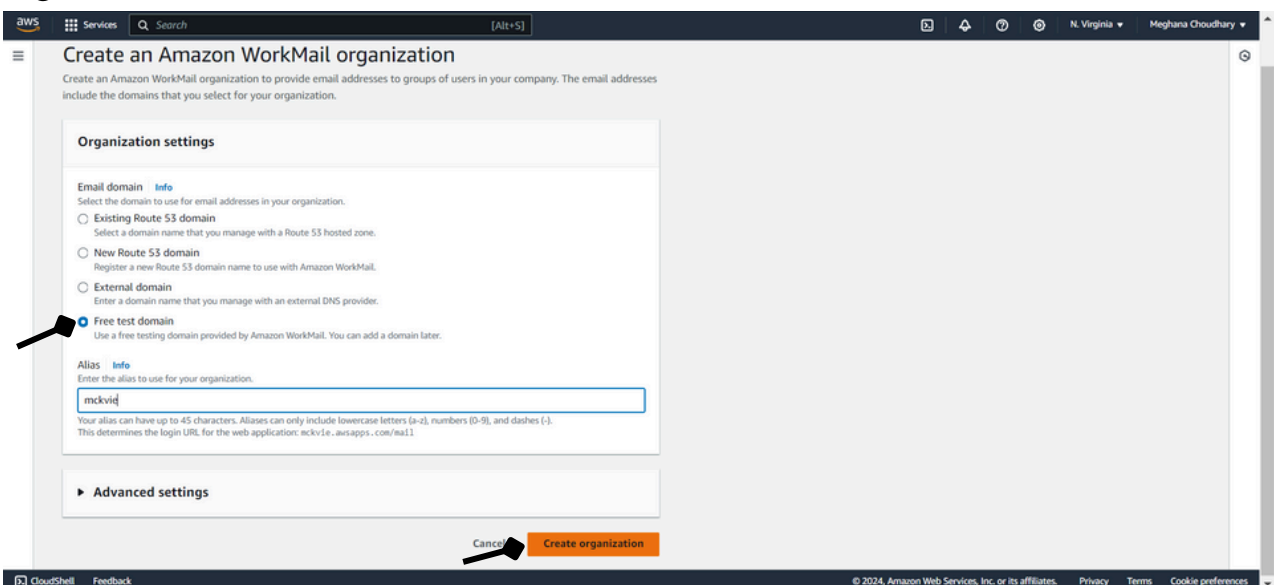 aws Services Search [Alt+S] N. Virginia Meghana Choudhary
Create an Amazon WorkMail organization
Create an Amazon WorkMail organization to provide email addresses to groups of users in your company. The email addresses
include the domains that you select for your organization.
Organization settings
Email domain Info
Select the domain to use for email addresses in your organization.
Existing Route 53 domain
Select a domain name that you manage with a Route 53 hosted zone.
New Route 53 domain
Register a new Route 53 domain name to use with Amazon WorkMail.
External domain
Enter a domain name that you manage with an external DNS provider.
Free test domain
Use a free testing domain provided by Amazon WorkMail. You can add a domain later.
Alias Info
Enter the alias to use for your organization.
mckvie
Your alias can have up to 45 characters. Aliases can only include lowercase letters (a-z), numbers (0-9), and dashes (-).
This determines the login URL for the web application: mckvie.awsapps.com/mail
Advanced settings
Cancel Create organization
CloudShell Feedback © 2024, Amazon Web Services, Inc. or its affiliates. Privacy Terms Cookie preferences